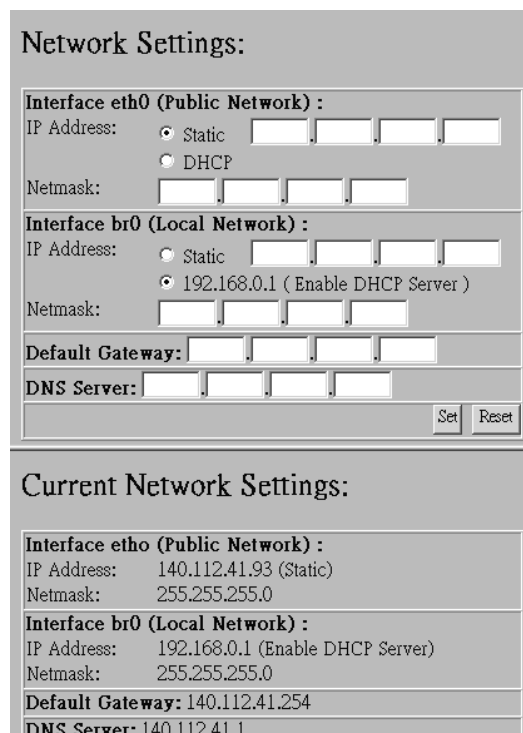 Network Settings:
Interface eth0 (Public Network) :
IP Address: Static . . .
DHCP
Netmask: . . .
Interface br0 (Local Network) :
IP Address: Static . . .
192.168.0.1 ( Enable DHCP Server )
Netmask: . . .
Default Gateway: . . .
DNS Server: . . .
Set Reset
Current Network Settings:
Interface etho (Public Network) :
IP Address: 140.112.41.93 (Static)
Netmask: 255.255.255.0
Interface br0 (Local Network) :
IP Address: 192.168.0.1 (Enable DHCP Server)
Netmask: 255.255.255.0
Default Gateway: 140.112.41.254
DNS Server: 140.112.41.1